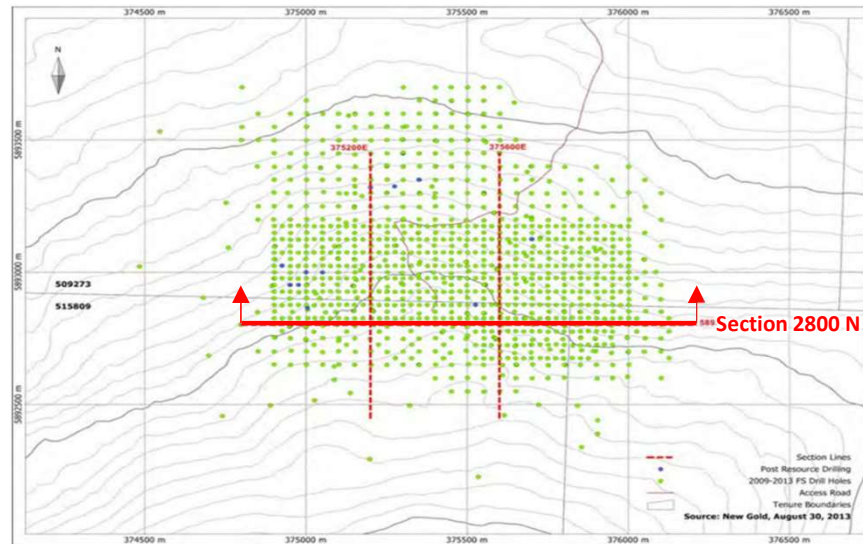 374500 m
375000 m
375500 m
376000 m
376500 m
N
5893500 m
375200E
375600E
5893000 m
509273
515809
589
Section 2800 N
5892500 m
Section Lines
Post Resource Drilling
2009-2013 FS Drill Holes
Access Road
Tenure Boundaries
Source: New Gold, August 30, 2013
374500 m
375000 m
375500 m
376000 m
376500 m